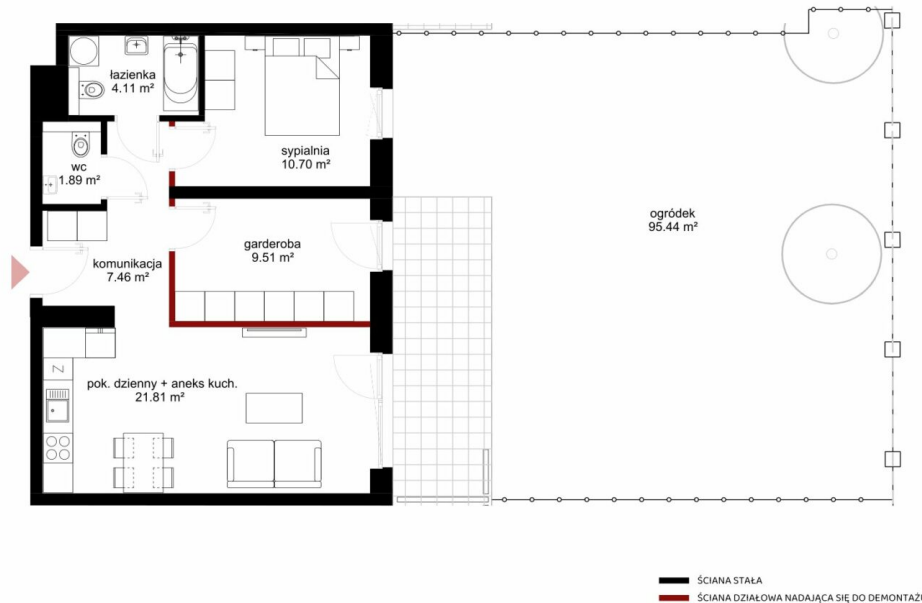 łazienka
4.11 m²
sypialnia
10.70 m²
wc
1.89 m²
ogródek
95.44 m²
garderoba
9.51 m²
komunikacja
7.46 m²
Z
pok. dzienny + aneks kuch.
21.81 m²
ŚCIANA STAŁA
ŚCIANA DZIAŁOWA NADAJĄCA SIĘ DO DEMONTAŻU